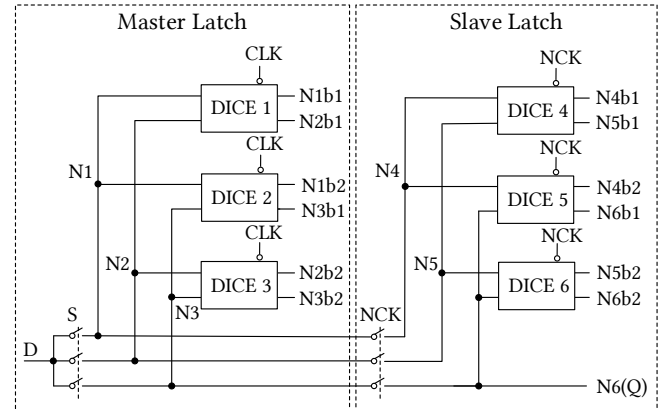 Master Latch
Slave Latch
CLK
DICE 1
N1b1
N2b1
CLK
N1
DICE 2
N1b2
N3b1
CLK
N2
DICE 3
N2b2
N3b2
N3
S
D
NCK
NCK
DICE 4
N4b1
N5b1
NCK
N4
DICE 5
N4b2
N6b1
NCK
N5
DICE 6
N5b2
N6b2
N6(Q)